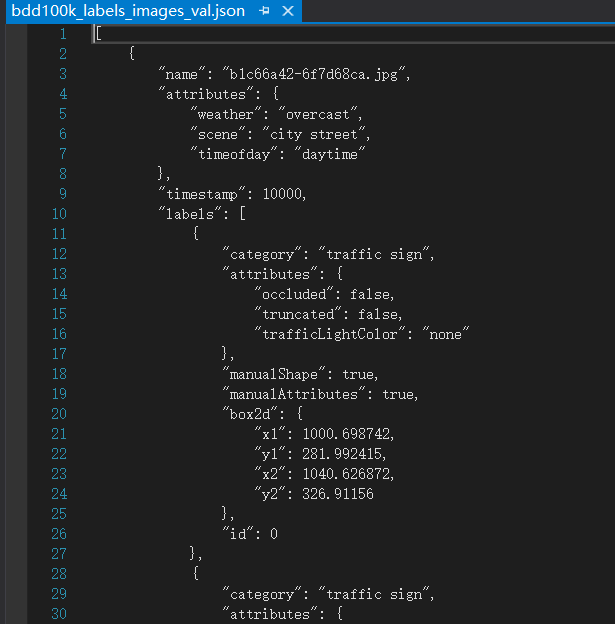 bdd100k_labels_images_val.json
1 [
2 {
3 "name": "b1c66a42-6f7d68ca.jpg",
4 "attributes": {
5 "weather": "overcast",
6 "scene": "city street",
7 "timeofday": "daytime"
8 },
9 "timestamp": 10000,
10 "labels": [
11 {
12 "category": "traffic sign",
13 "attributes": {
14 "occluded": false,
15 "truncated": false,
16 "trafficLightColor": "none"
17 },
18 "manualShape": true,
19 "manualAttributes": true,
20 "box2d": {
21 "x1": 1000.698742,
22 "y1": 281.992415,
23 "x2": 1040.626872,
24 "y2": 326.91156
25 },
26 "id": 0
27 },
28 {
29 "category": "traffic sign",
30 "attributes": {